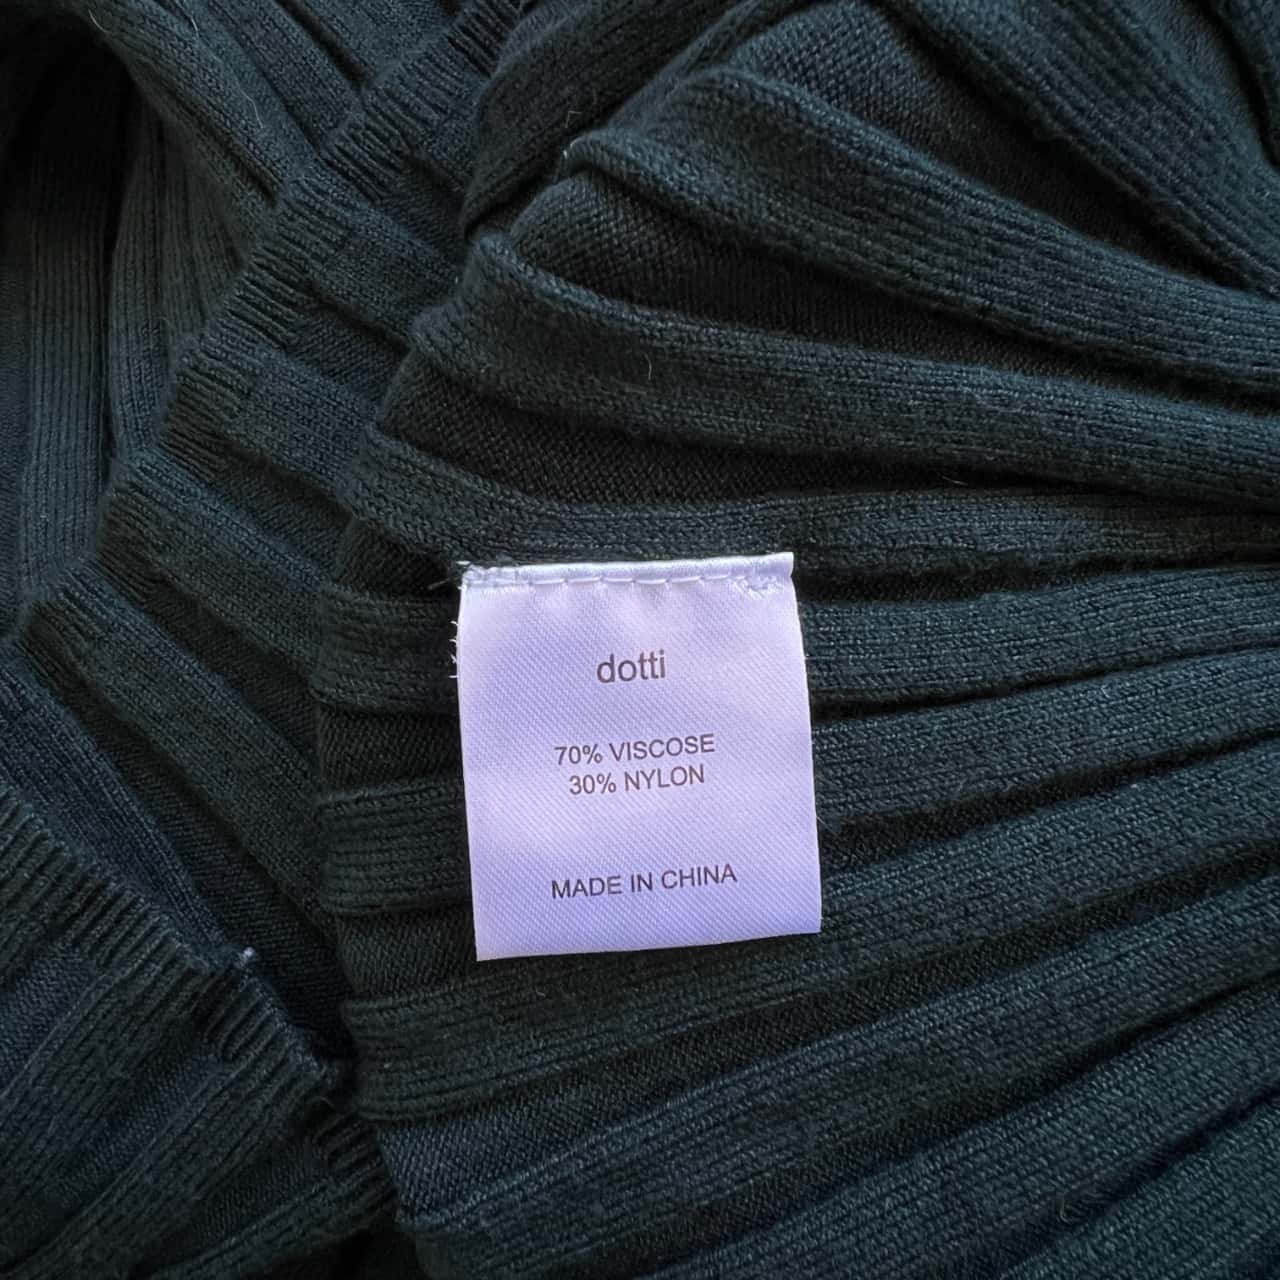 dotti
70% VISCOSE
30% NYLON
MADE IN CHINA